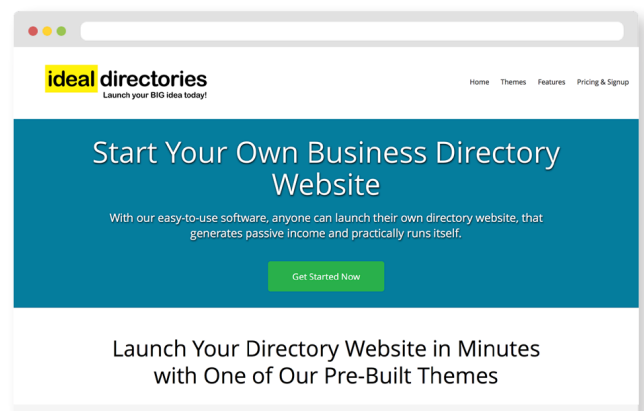 ideal directories
Launch your BIG idea today!
Home Themes Features Pricing & Signup
Start Your Own Business Directory
Website
With our easy-to-use software, anyone can launch their own directory website, that
generates passive income and practically runs itself.
Get Started Now
Launch Your Directory Website in Minutes
with One of Our Pre-Built Themes